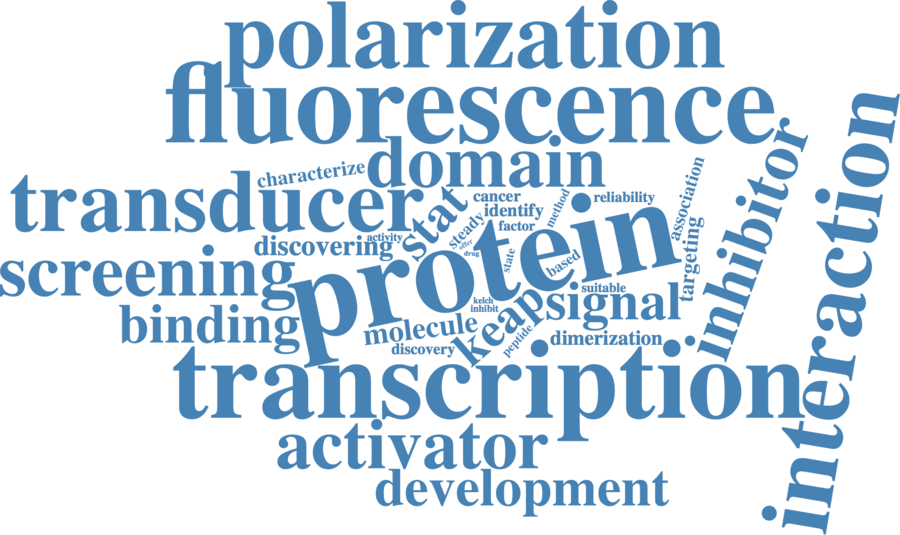 polarization
fluorescence
domain
characterize
transducer
stat
cancer
identify
factor
method
reliability
association
inhibitor
interaction
steady
offer
drug
activity
discovering
state
protein
based
targeting
screening
suitable
kelch
inhibit
keap
signal
binding
molecule
peptide
dimerization
discovery
transcription
activator
development